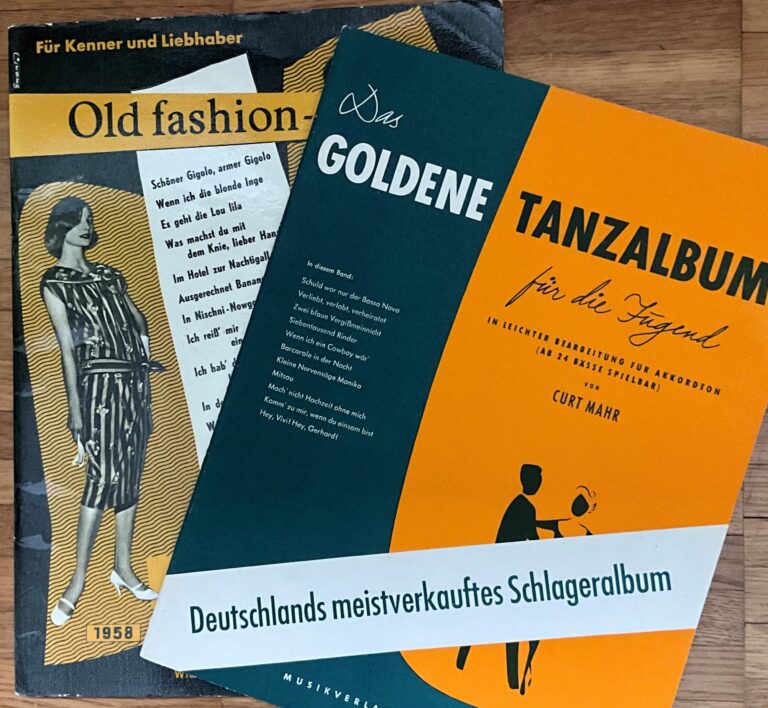 Für Kenner und Liebhaber
Old fashion-
Schöner Gigolo, armer Gigolo
Wenn ich die blonde Inge
Es geht die Lou lila
Was machst du mit
dem Knie, lieber Hans
Im Hotel zur Nachtigall
Ausgerechnet Banan
In Nischni-Nowgo
Ich reiß' mir
ein
Ich hab' d
In de
W
1958
Das
GOLDENE
TANZALBUM
für die Jugend
IN LEICHTER BEARBEITUNG FÜR AKKORDEON
(AB 24 BÄSSE SPIELBAR)
VON
CURT MAHR
In diesem Band:
Schuld war nur der Bossa Nova
Verliebt, verlobt, verheiratet
Zwei blaue Vergißmeinnicht
Siebentausend Rinder
Wenn ich ein Cowboy wär'
Barcarole in der Nacht
Kleine Nervensäge Monika
Mitsou
Mach' nicht Hochzeit ohne mich
Komm' zu mir, wenn du einsam bist
Hey, Vivi! Hey, Gerhard!
Deutschlands meistverkauftes Schlageralbum
MUSIKVERLA